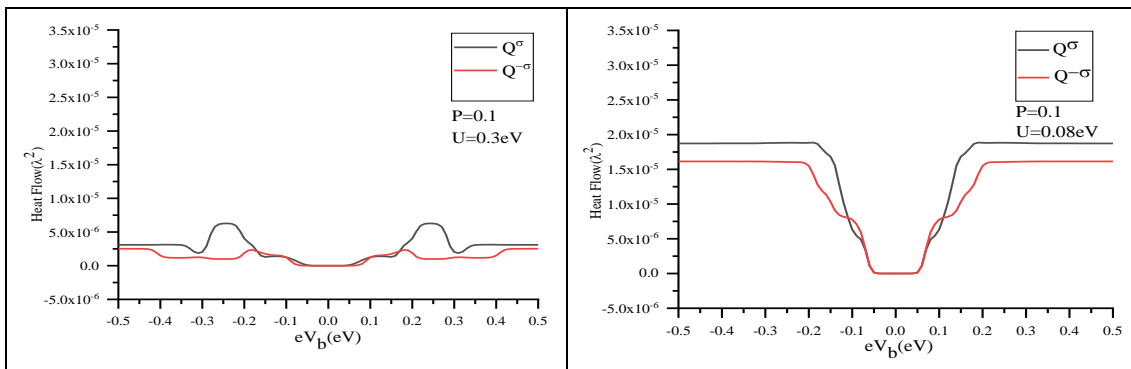 3.5x10⁻⁵
3.0x10⁻⁵
2.5x10⁻⁵
2.0x10⁻⁵
1.5x10⁻⁵
1.0x10⁻⁵
5.0x10⁻⁶
0.0
-5.0x10⁻⁶
Heat Flow(λ²)
Q^σ
Q^-σ
P=0.1
U=0.3eV
-0.5 -0.4 -0.3 -0.2 -0.1 0.0 0.1 0.2 0.3 0.4 0.5
eV_b(eV)
3.5x10⁻⁵
3.0x10⁻⁵
2.5x10⁻⁵
2.0x10⁻⁵
1.5x10⁻⁵
1.0x10⁻⁵
5.0x10⁻⁶
0.0
-5.0x10⁻⁶
Heat Flow(λ²)
Q^σ
Q^-σ
P=0.1
U=0.08eV
-0.5 -0.4 -0.3 -0.2 -0.1 0.0 0.1 0.2 0.3 0.4 0.5
eV_b(eV)